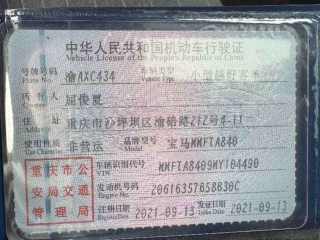 中华人民共和国机动车行驶证
Vehicle License of the People's Republic of China
号牌号码 渝AXC434 车辆类型 小型越野客车
Plate No. Vehicle Type
所有人 屈俊夏
Owner
住址 重庆市沙坪坝区渝碚路212号4-11
Address
使用性质 非营运 品牌型号 宝马WMFTA840
Use Character Model
重庆市公安局交通管理局
车辆识别代号
VIN
发动机号码 20616357B58B30C
Engine No.
注册日期 2021-09-13 发证日期 2021-09-13
Register Date Issue Date